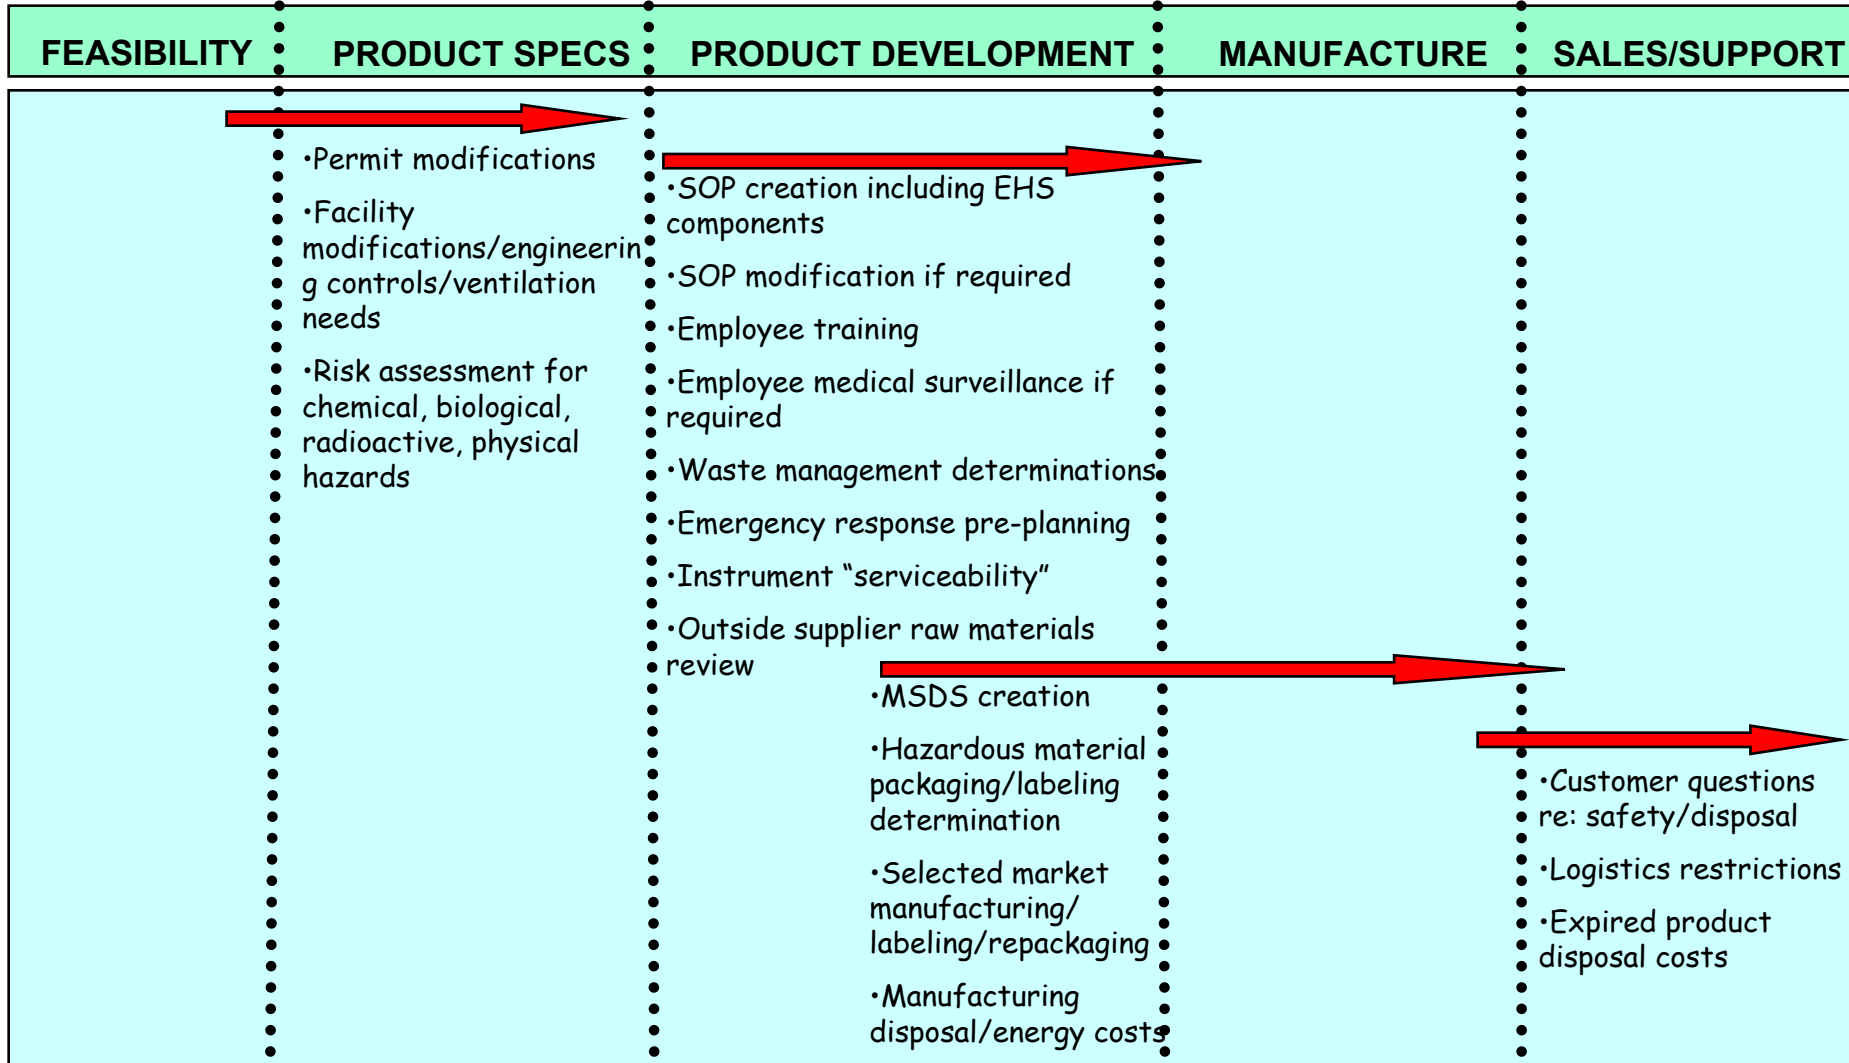 FEASIBILITY
PRODUCT SPECS
PRODUCT DEVELOPMENT
MANUFACTURE
SALES/SUPPORT
•Permit modifications
•Facility
modifications/engineerin
g controls/ventilation
needs
•Risk assessment for
chemical, biological,
radioactive, physical
hazards
•SOP creation including EHS
components
•SOP modification if required
•Employee training
•Employee medical surveillance if
required
•Waste management determinations
•Emergency response pre-planning
•Instrument “serviceability”
•Outside supplier raw materials
review
•MSDS creation
•Hazardous material
packaging/labeling
determination
•Selected market
manufacturing/
labeling/repackaging
•Manufacturing
disposal/energy costs
•Customer questions
re: safety/disposal
•Logistics restrictions
•Expired product
disposal costs